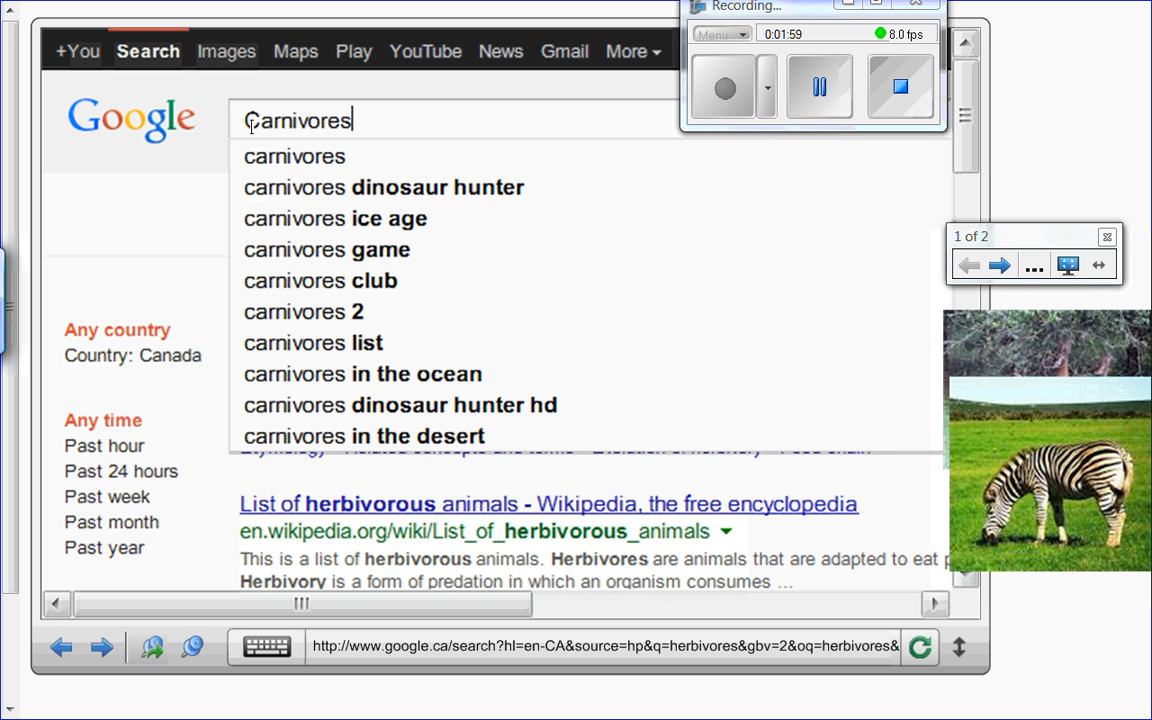 Recording...
Menu
0:01:59
8.0 fps
+You Search Images Maps Play YouTube News Gmail More
Google
Carnivores
carnivores
carnivores dinosaur hunter
carnivores ice age
carnivores game
carnivores club
carnivores 2
carnivores list
carnivores in the ocean
carnivores dinosaur hunter hd
carnivores in the desert
1 of 2
...
Any country
Country: Canada
Any time
Past hour
Past 24 hours
Past week
Past month
Past year
List of herbivorous animals - Wikipedia, the free encyclopedia
en.wikipedia.org/wiki/List_of_herbivorous_animals
This is a list of herbivorous animals. Herbivores are animals that are adapted to eat
Herbivory is a form of predation in which an organism consumes ...
http://www.google.ca/search?hl=en-CA&source=hp&q=herbivores&gbv=2&oq=herbivores&